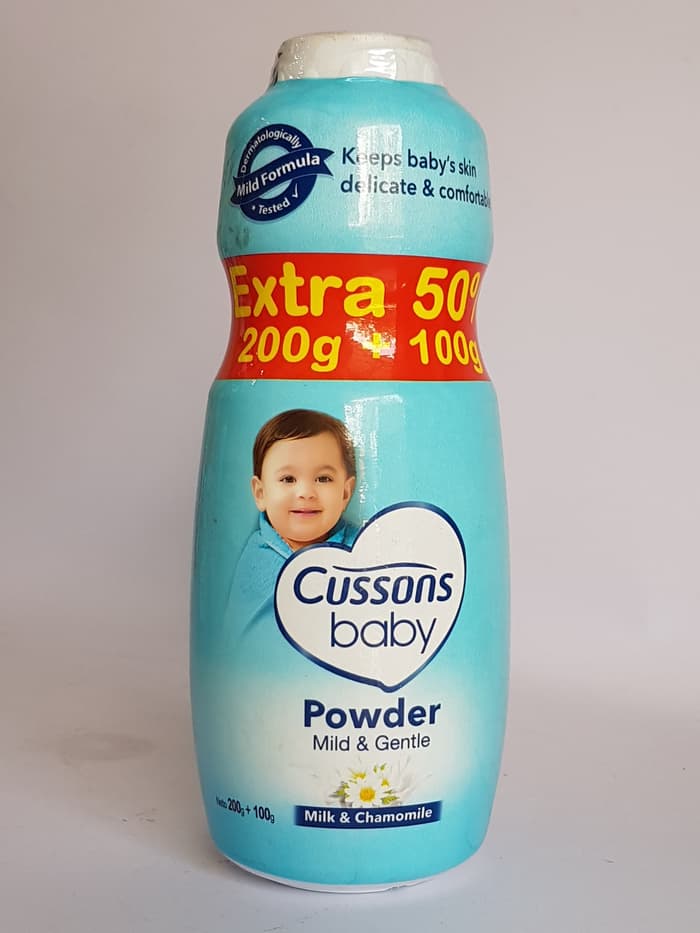 Dermatologically
Mild Formula
• Tested ✓
Keeps baby's skin
delicate & comfortab
Extra 50%
200g + 100g
Cussons
baby
Powder
Mild & Gentle
Netto 200g + 100g
Milk & Chamomile